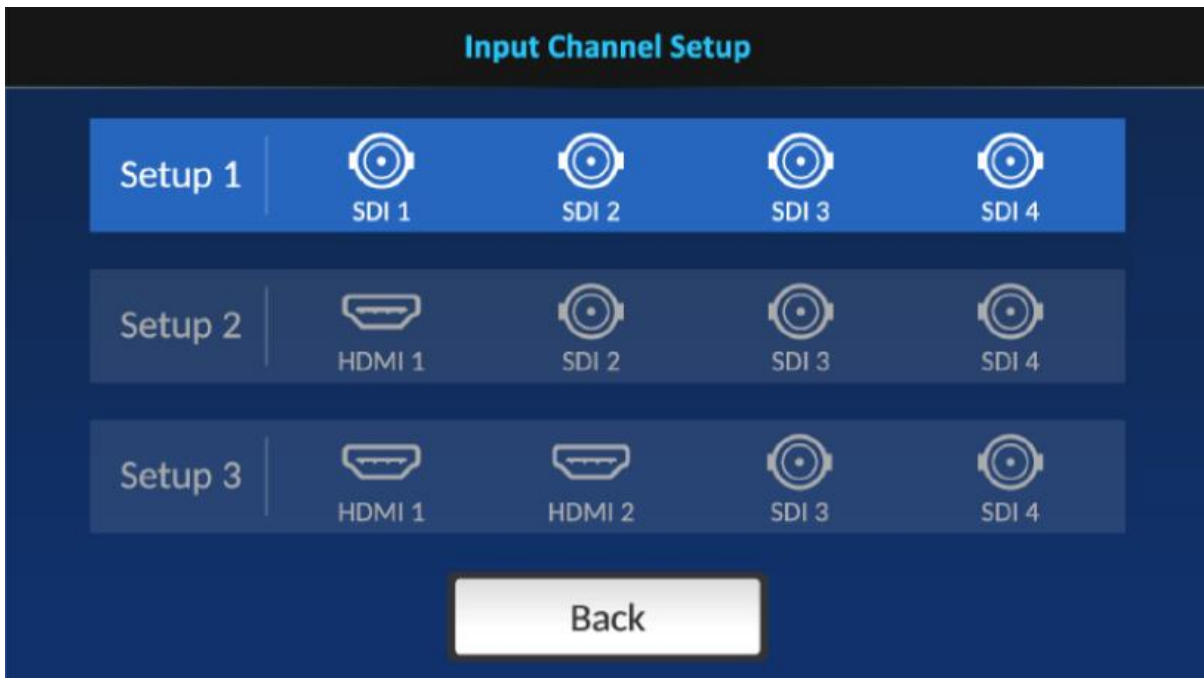 Input Channel Setup
Setup 1
SDI 1 SDI 2 SDI 3 SDI 4
Setup 2
HDMI 1 SDI 2 SDI 3 SDI 4
Setup 3
HDMI 1 HDMI 2 SDI 3 SDI 4
Back